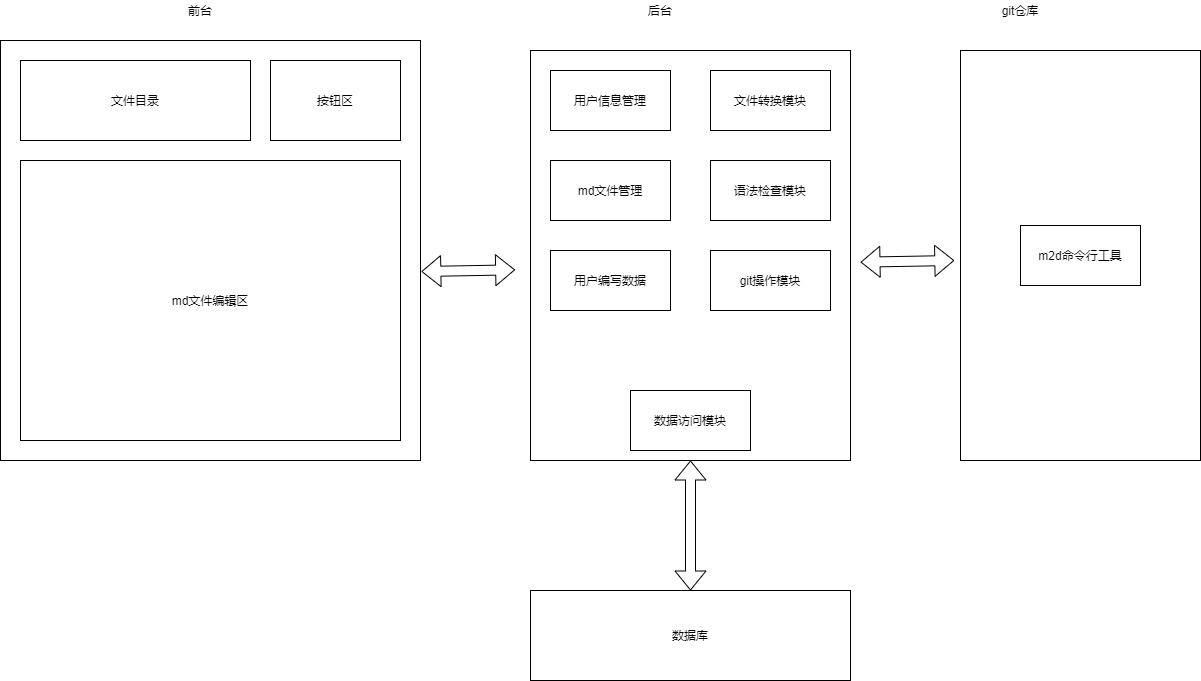 前台
后台
git仓库
文件目录
按钮区
md文件编辑区
用户信息管理
文件转换模块
md文件管理
语法检查模块
用户编写数据
git操作模块
数据访问模块
m2d命令行工具
数据库